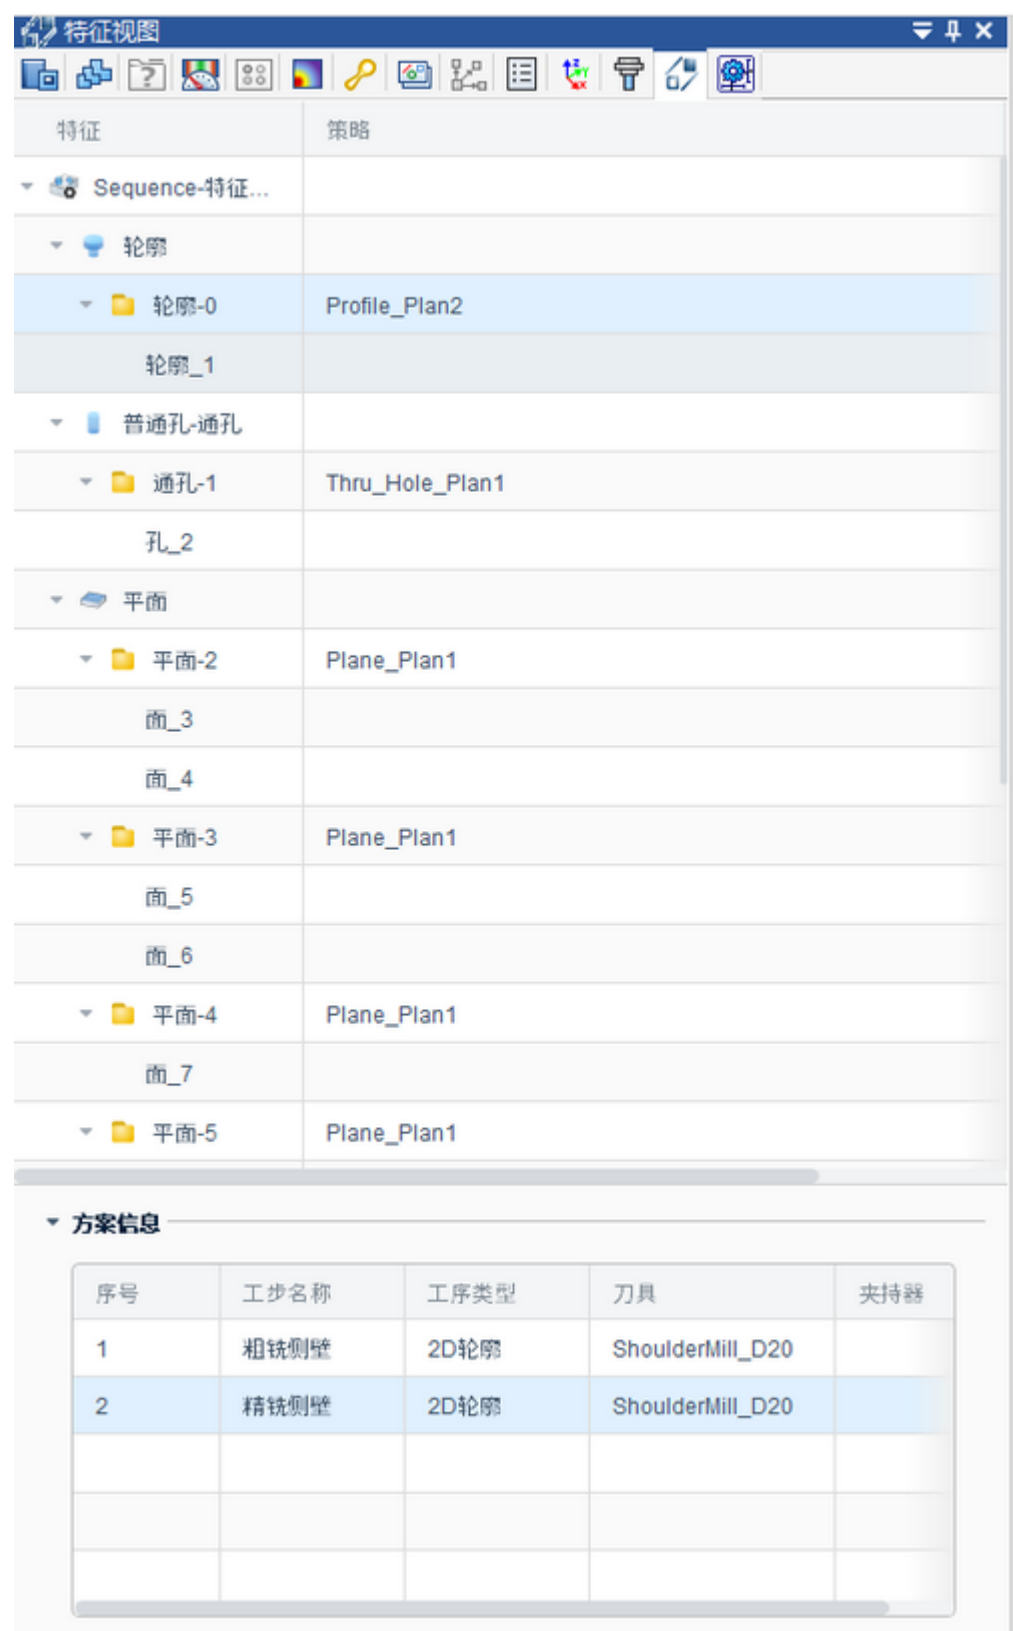 特征视图
特征 策略
Sequence-特征...
轮廓
轮廓-0 Profile_Plan2
轮廓_1
普通孔-通孔
通孔-1 Thru_Hole_Plan1
孔_2
平面
平面-2 Plane_Plan1
面_3
面_4
平面-3 Plane_Plan1
面_5
面_6
平面-4 Plane_Plan1
面_7
平面-5 Plane_Plan1
方案信息
序号 工步名称 工序类型 刀具 夹持器
1 粗铣侧壁 2D轮廓 ShoulderMill_D20
2 精铣侧壁 2D轮廓 ShoulderMill_D20